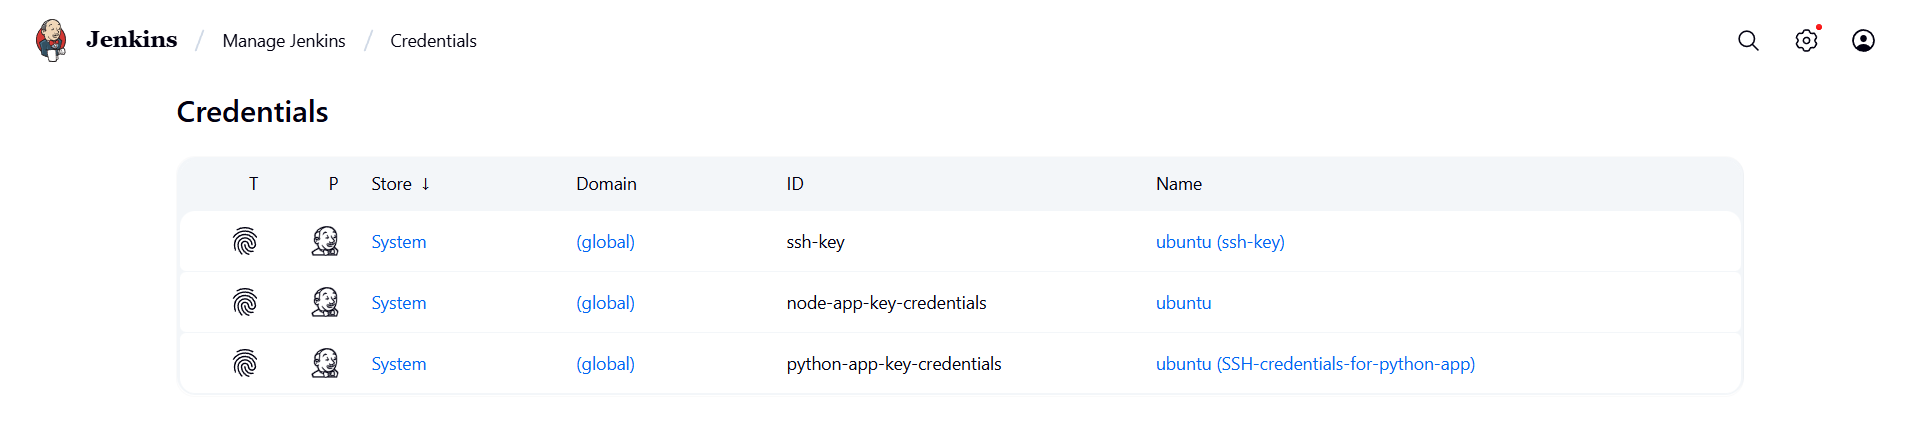 Jenkins / Manage Jenkins / Credentials
Credentials
T P Store ↓ Domain ID Name
System (global) ssh-key ubuntu (ssh-key)
System (global) node-app-key-credentials ubuntu
System (global) python-app-key-credentials ubuntu (SSH-credentials-for-python-app)